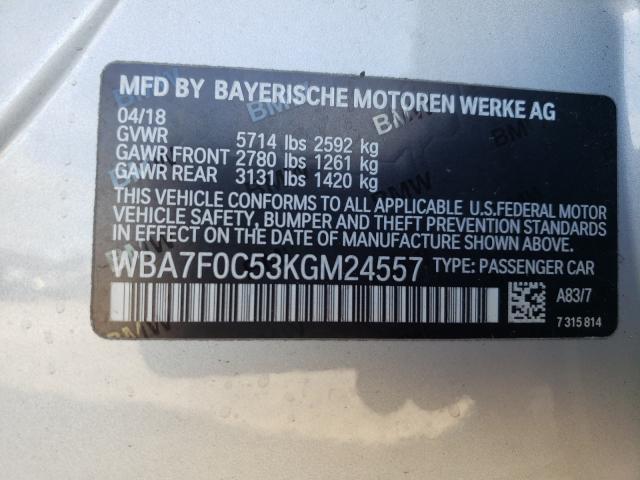 MFD BY BAYERISCHE MOTOREN WERKE AG
04/18
GVWR 5714 lbs 2592 kg
GAWR FRONT 2780 lbs 1261 kg
GAWR REAR 3131 lbs 1420 kg
THIS VEHICLE CONFORMS TO ALL APPLICABLE U.S.FEDERAL MOTOR
VEHICLE SAFETY, BUMPER AND THEFT PREVENTION STANDARDS
IN EFFECT ON THE DATE OF MANUFACTURE SHOWN ABOVE.
WBA7F0C53KGM24557 TYPE: PASSENGER CAR
A83/7
7 315 814